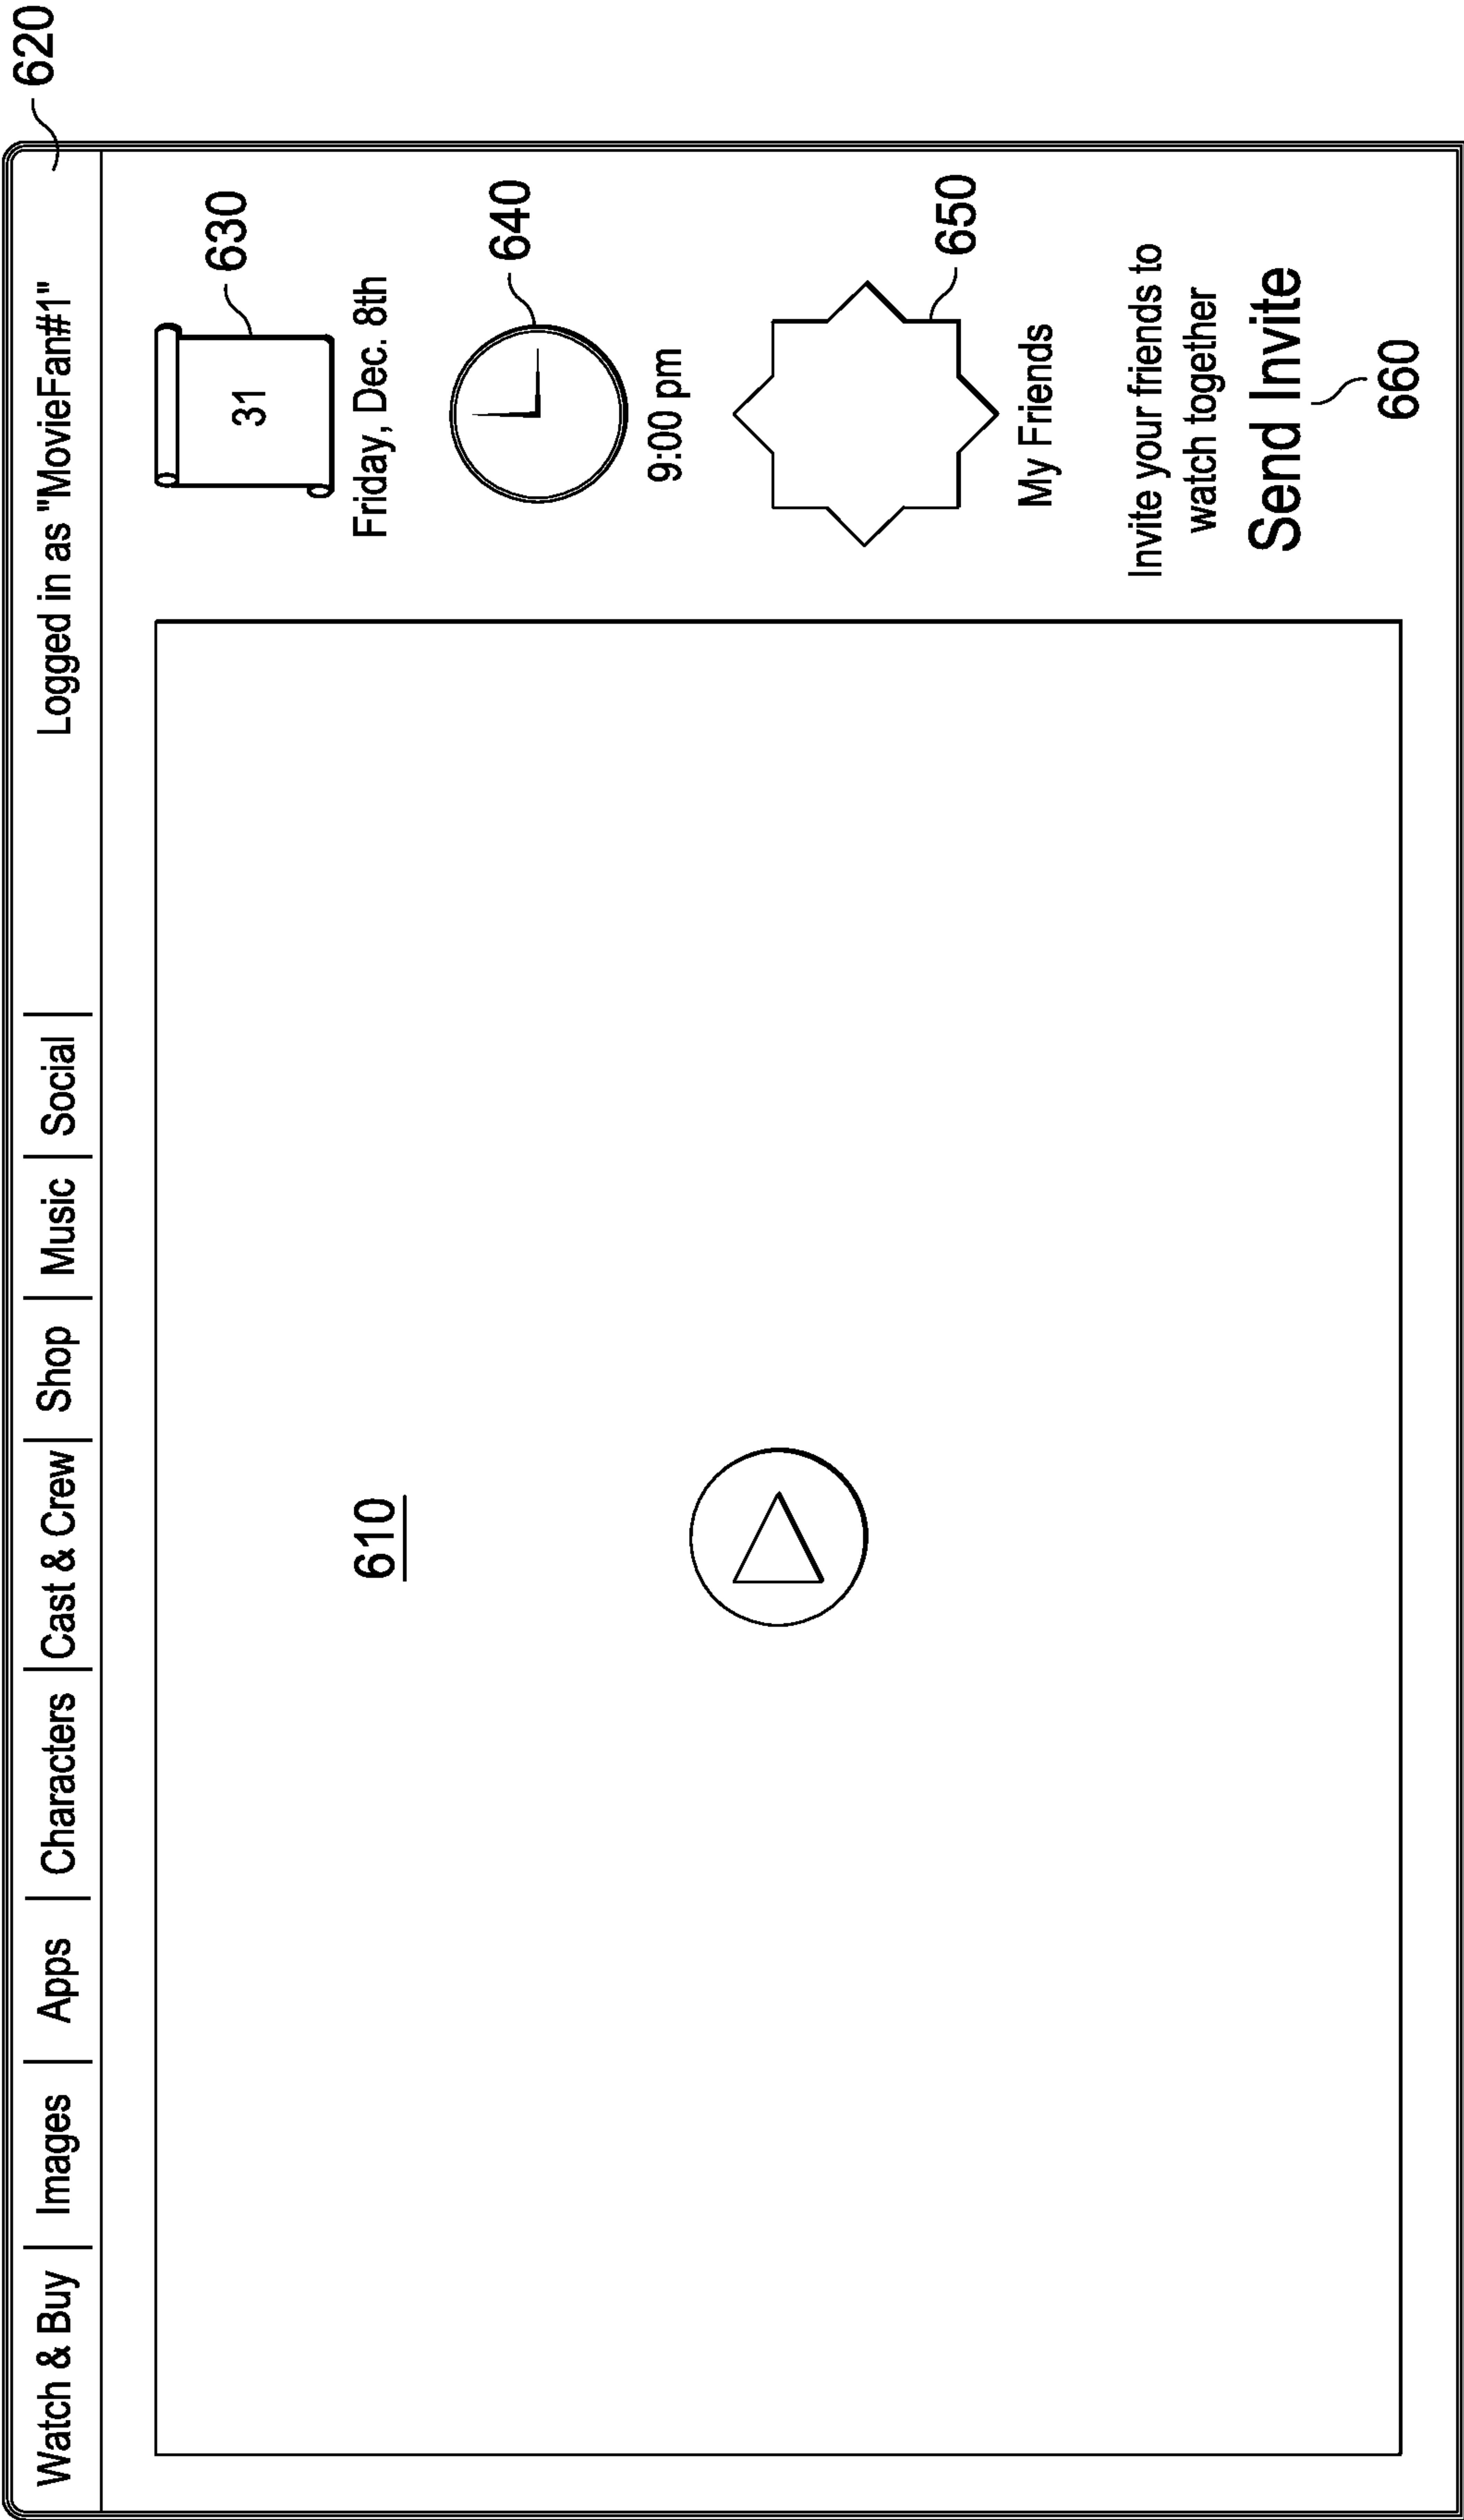 620
Watch & Buy | Images | Apps | Characters | Cast & Crew | Shop | Music | Social | Logged in as "MovieFan#1"
610
31
630
Friday, Dec. 8th
640
9:00 pm
650
My Friends
Invite your friends to
watch together
Send Invite
660